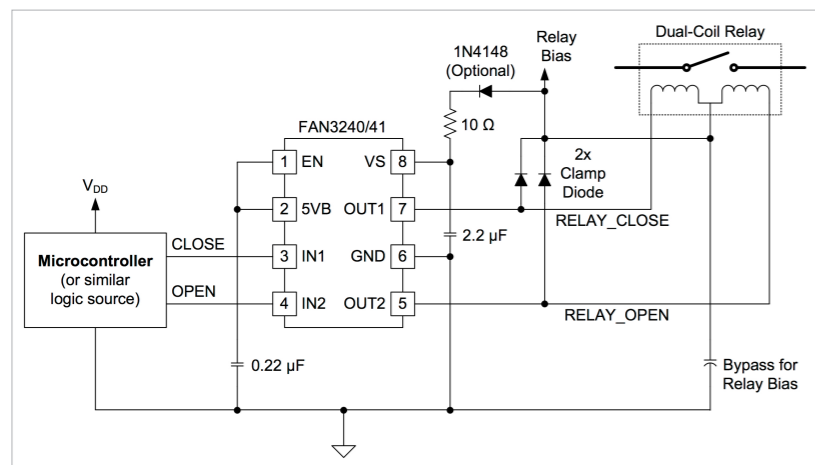 Dual-Coil Relay
Relay
Bias
1N4148
(Optional)
10 Ω
FAN3240/41
1 EN VS 8
2x
Clamp
Diode
V_DD
2 5VB OUT1 7
RELAY_CLOSE
2.2 µF
Microcontroller
(or similar
logic source)
CLOSE
3 IN1 GND 6
OPEN
4 IN2 OUT2 5
RELAY_OPEN
0.22 µF
Bypass for
Relay Bias